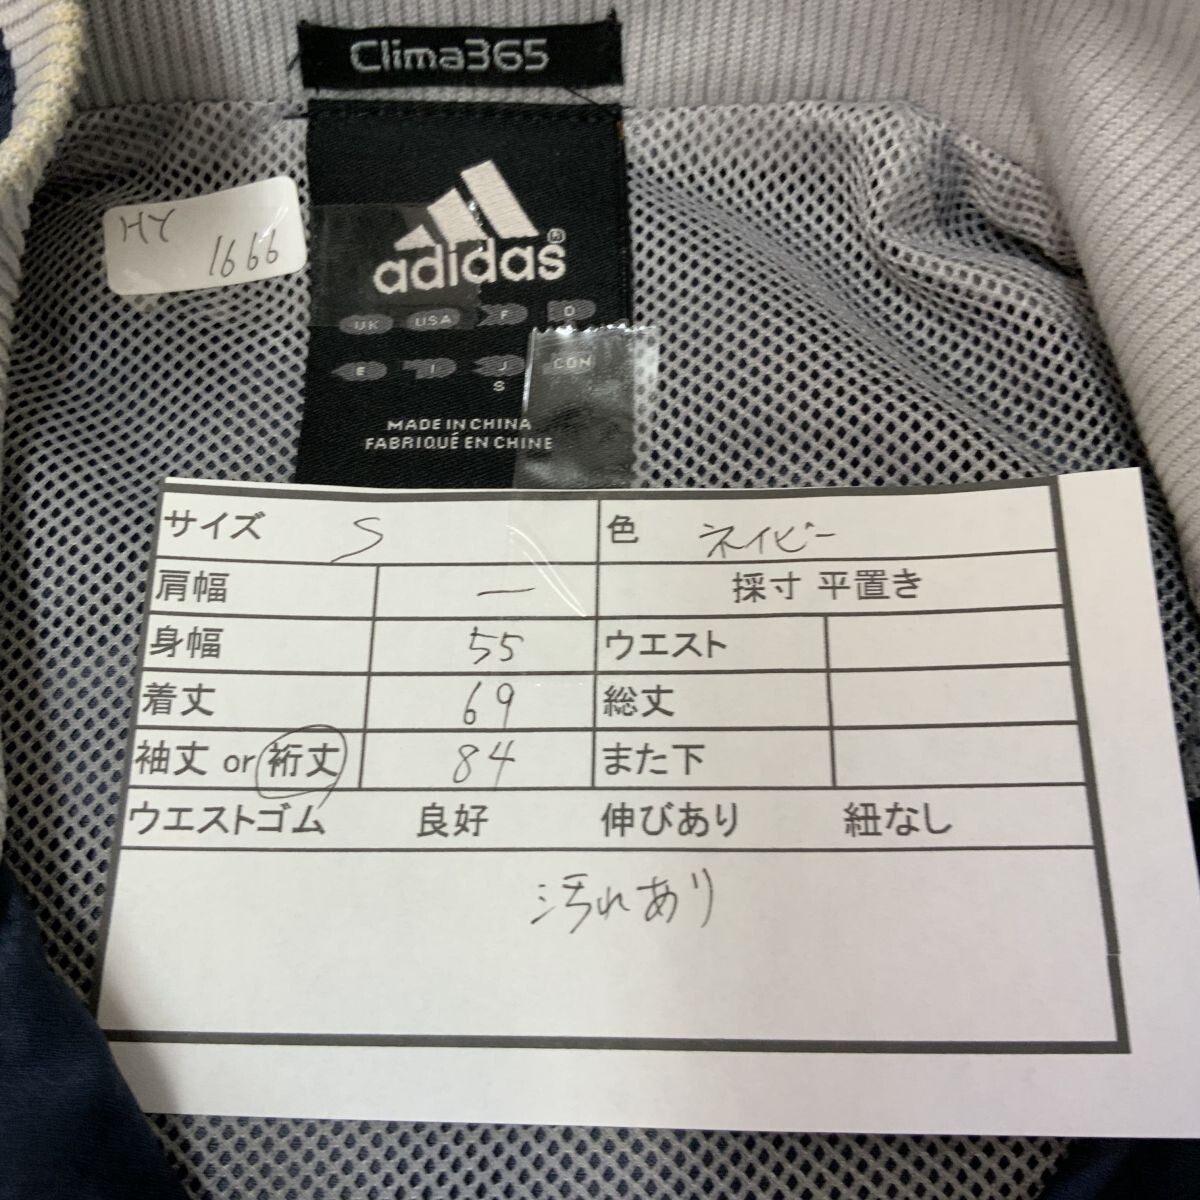 Clima365
HY
1666
adidas®
UK USA F D
E I J CDN
S
MADE IN CHINA
FABRIQUÉ EN CHINE
サイズ S 色 ネイビー
肩幅 ー 採寸 平置き
身幅 55 ウエスト
着丈 69 総丈
袖丈 or 裄丈 84 また下
ウエストゴム 良好 伸びあり 紐なし
汚れあり